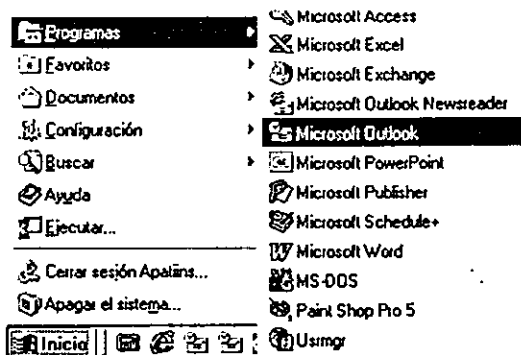 Programas
Favoritos
Documentos
Configuración
Buscar
Ayuda
Ejecutar...
Cerrar sesión Apatiins...
Apagar el sistema...
Inicio
Microsoft Access
Microsoft Excel
Microsoft Exchange
Microsoft Outlook Newsreader
Microsoft Outlook
Microsoft PowerPoint
Microsoft Publisher
Microsoft Schedule+
Microsoft Word
MS-DOS
Paint Shop Pro 5
Usrmgr